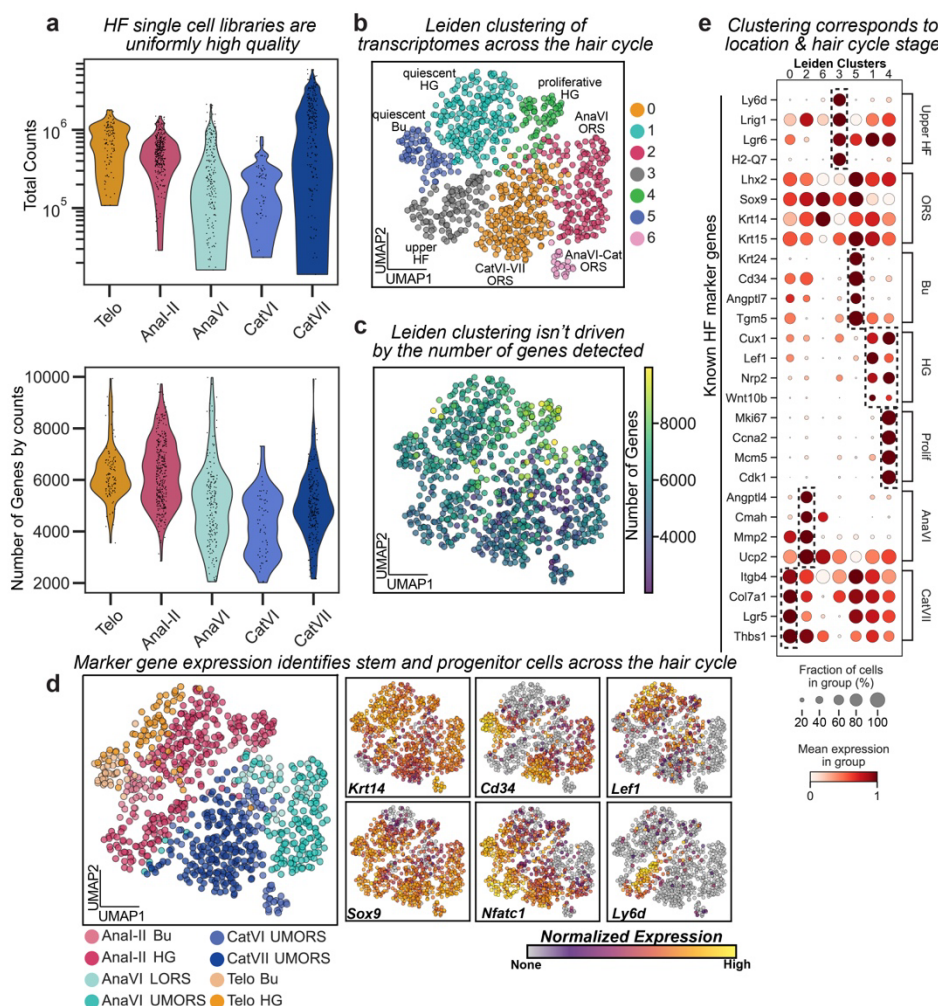 a
HF single cell libraries are
uniformly high quality
Total Counts
10⁶
10⁵
Telo
AnaI-II
AnaVI
CatVI
CatVII
Number of Genes by counts
10000
8000
6000
4000
2000
Telo
AnaI-II
AnaVI
CatVI
CatVII
b
Leiden clustering of
transcriptomes across the hair cycle
quiescent
HG
proliferative
HG
quiescent
Bu
AnaVI
ORS
upper
HF
CatVI-VII
ORS
AnaVI-Cat
ORS
UMAP2
UMAP1
0
1
2
3
4
5
6
c
Leiden clustering isn't driven
by the number of genes detected
UMAP2
UMAP1
Number of Genes
8000
6000
4000
d
Marker gene expression identifies stem and progenitor cells across the hair cycle
UMAP2
UMAP1
AnaI-II Bu
AnaI-II HG
AnaVI LORS
AnaVI UMORS
CatVI UMORS
CatVII UMORS
Telo Bu
Telo HG
Krt14
Cd34
Lef1
Sox9
Nfatc1
Ly6d
Normalized Expression
None
High
e
Clustering corresponds to
location & hair cycle stage
Leiden Clusters
0 2 6 3 5 1 4
Known HF marker genes
Ly6d
Lrig1
Lgr6
H2-Q7
Lhx2
Sox9
Krt14
Krt15
Krt24
Cd34
Angptl7
Tgm5
Cux1
Lef1
Nrp2
Wnt10b
Mki67
Ccna2
Mcm5
Cdk1
Angptl4
Cmah
Mmp2
Ucp2
Itgb4
Col7a1
Lgr5
Thbs1
Upper HF
ORS
Bu
HG
Prolif
AnaVI
CatVII
Fraction of cells
in group (%)
20 40 60 80 100
Mean expression
in group
0
1